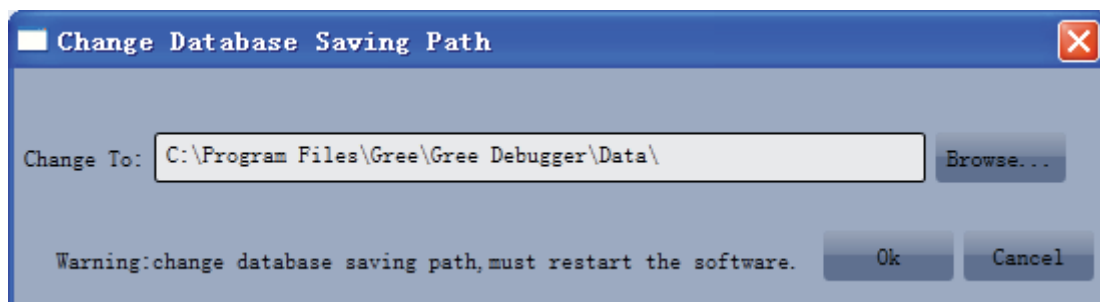 Change Database Saving Path
Change To: C:\Program Files\Gree\Gree Debugger\Data\ Browse...
Warning:change database saving path,must restart the software. Ok Cancel